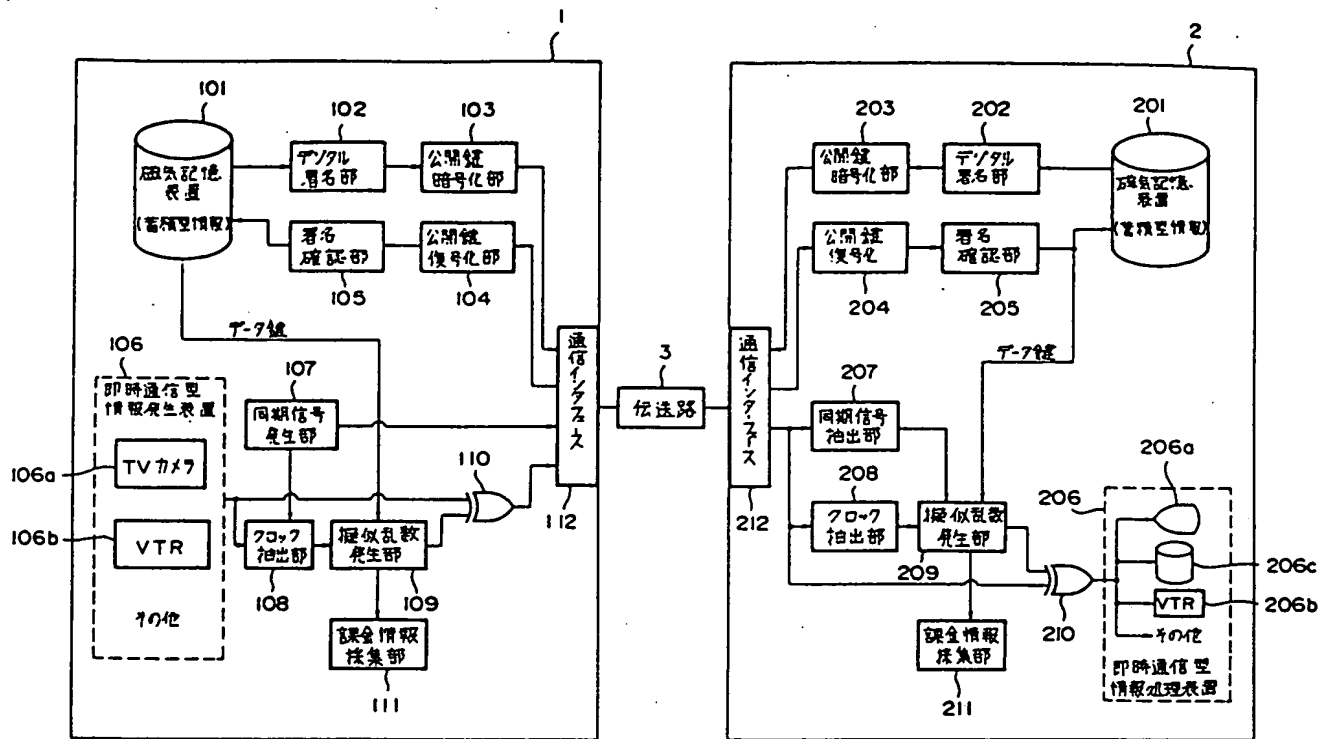 1
101
磁気記憶
装置
(蓄積型情報)
102
デジタル
署名部
103
公開鍵
暗号化部
署名
確認部
105
公開鍵
復号化部
104
データ鍵
106
即時通信型
情報発生装置
106a
TVカメラ
106b
VTR
その他
107
同期信号
発生部
クロック
抽出部
108
擬似乱数
発生部
109
110
課金情報
採集部
111
通信インタフェース
112
3
伝送路
2
通信インターフェース
212
203
公開鍵
暗号化部
202
デジタル
署名部
201
磁気記憶
装置
(蓄積型情報)
公開鍵
復号化
204
署名
確認部
205
データ鍵
207
同期信号
抽出部
208
クロック
抽出部
擬似乱数
発生部
209
210
課金情報
採集部
211
206
206a
206c
VTR
206b
その他
即時通信型
情報処理装置